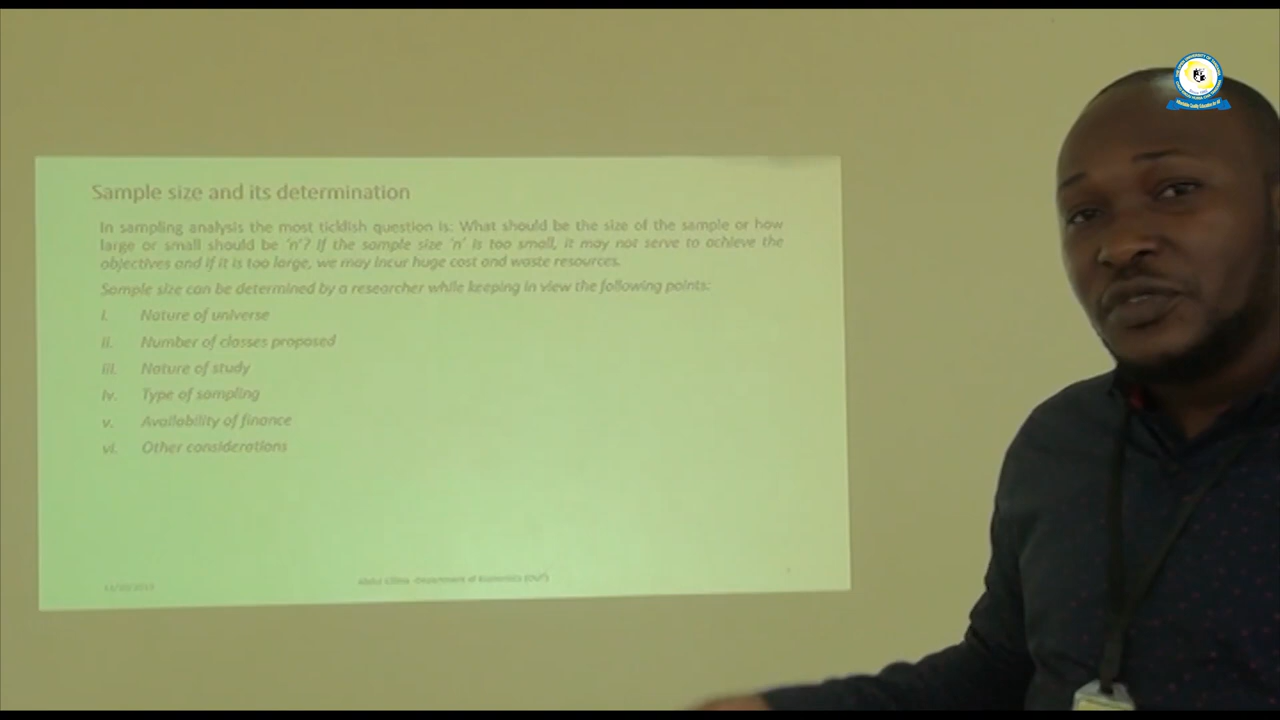 Sample size and its determination
In sampling analysis the most ticklish question is: What should be the size of the sample or how
large or small should be 'n'? If the sample size 'n' is too small, it may not serve to achieve the
objectives and if it is too large, we may incur huge cost and waste resources.
Sample size can be determined by a researcher while keeping in view the following points:
i. Nature of universe
ii. Number of classes proposed
iii. Nature of study
iv. Type of sampling
v. Availability of finance
vi. Other considerations
Department of Economics (OUT)